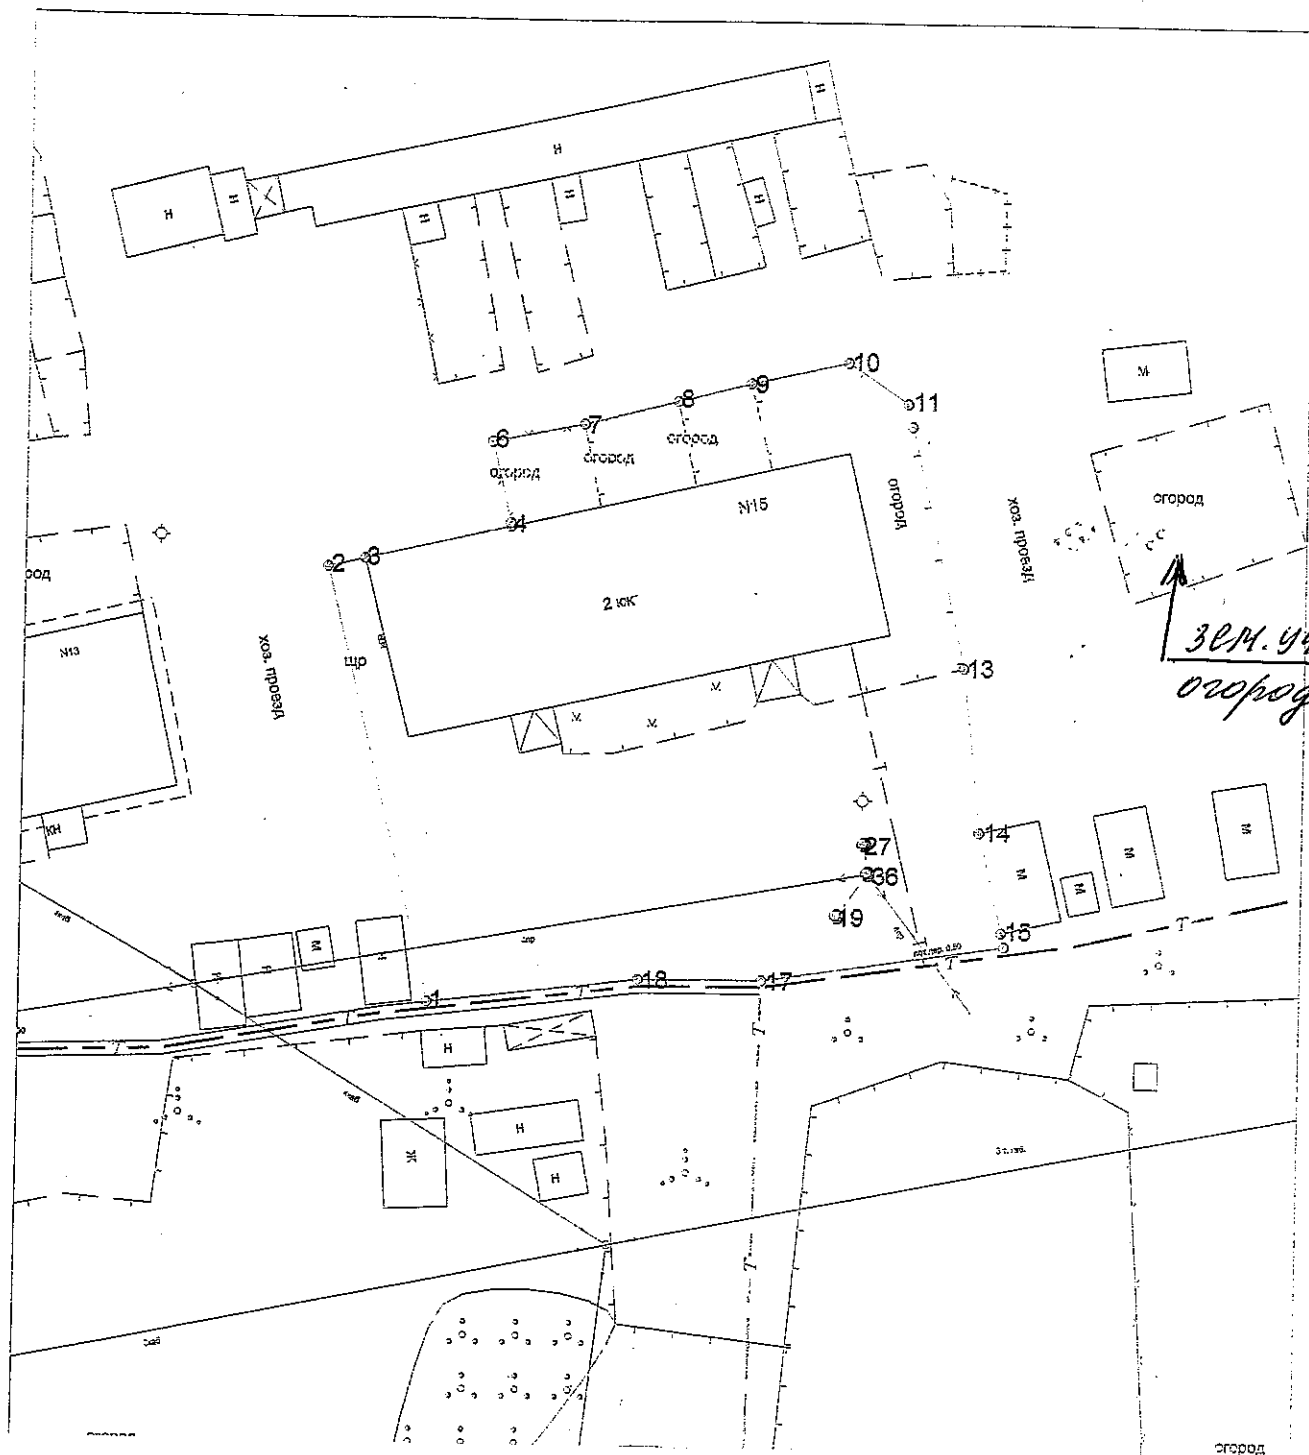 Н
Н
Н
Н
Н
Н
Н
10
9
8
11
7
6
М
огород
огород
огород
огород
огород
N15
4
3
2
хоз. проезд
хоз. проезд
2 КЖ
N13
щр
зем. уч
огород
13
М
М
М
КН
14
27
36
19
М
М
М
М
15
Т
Т
М
Н
Н
Н
18
17
1
Т
Н
Н
Н
Ж
Т
огород